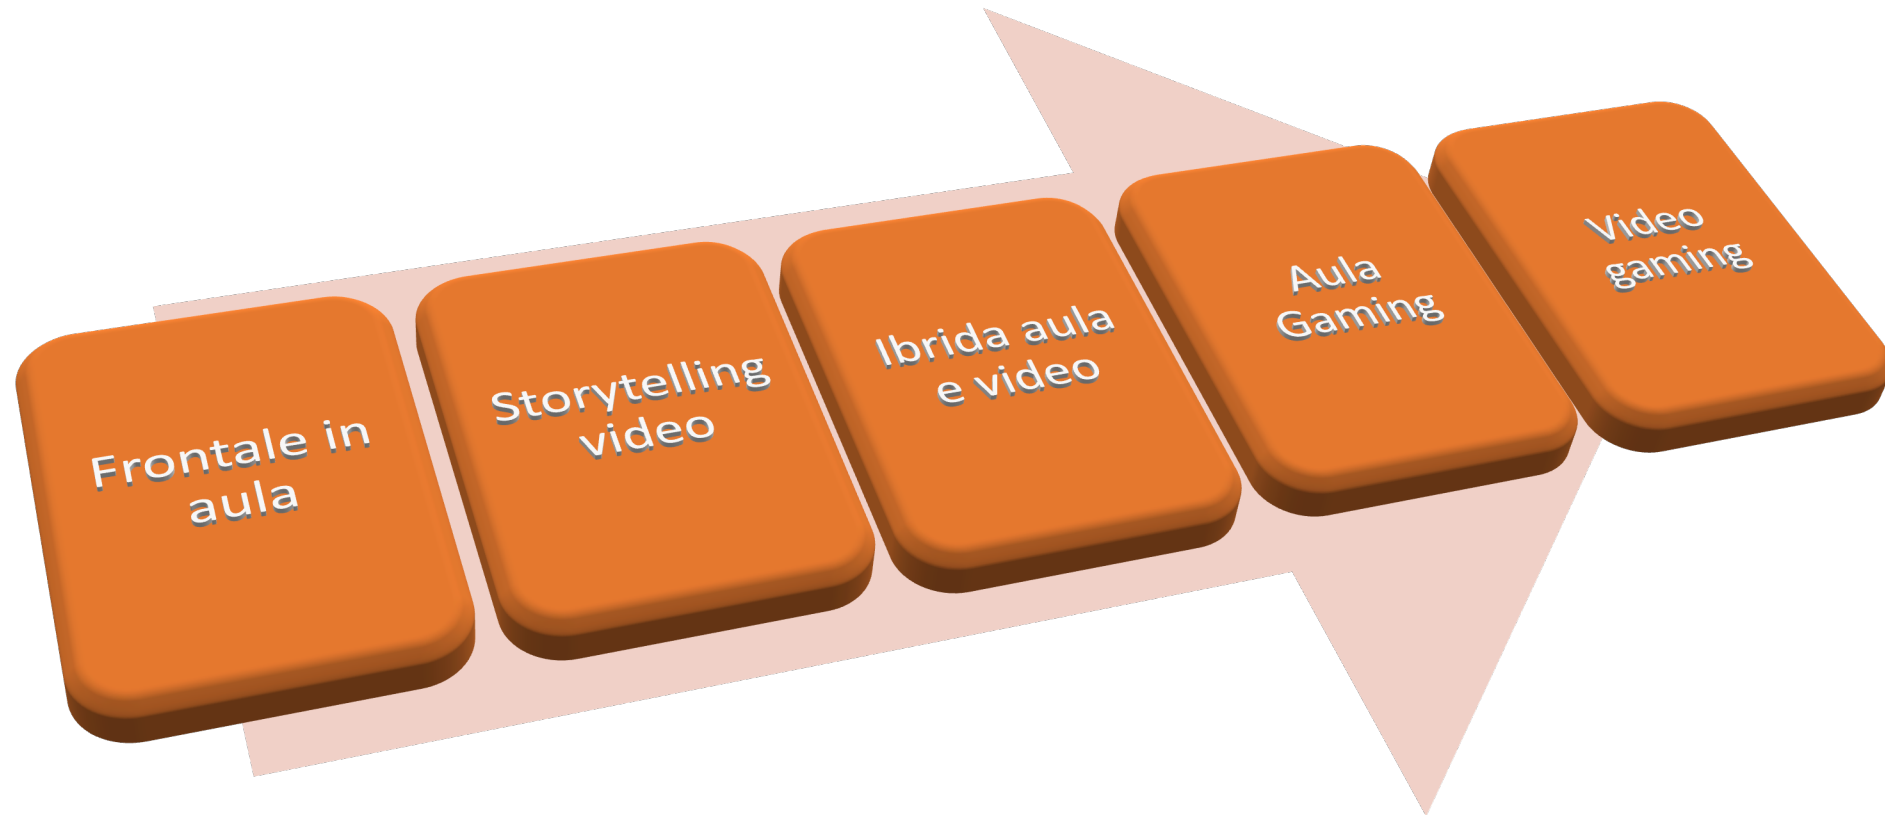 Frontale in
aula
Storytelling
video
Ibrida aula
e video
Aula
Gaming
Video
gaming